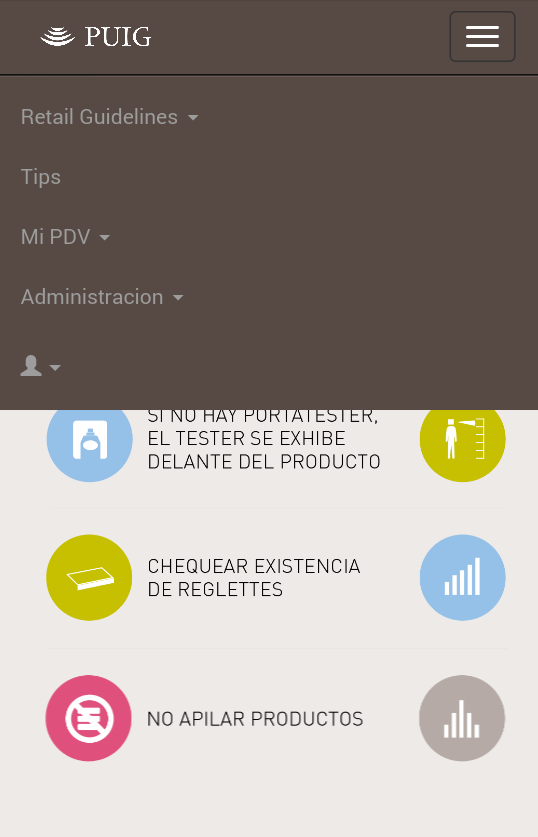 PUIG
Retail Guidelines
Tips
Mi PDV
Administracion
SI NO HAY PORTATESTER,
EL TESTER SE EXHIBE
DELANTE DEL PRODUCTO
CHEQUEAR EXISTENCIA
DE REGLETTES
NO APILAR PRODUCTOS